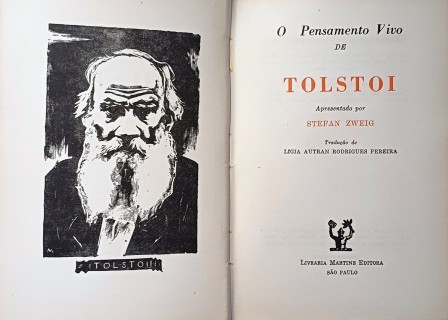 TOLSTOI
O Pensamento Vivo
DE
TOLSTOI
Apresentado por
STEFAN ZWEIG
Tradução de
LIGIA AUTRAN RODRIGUES PEREIRA
LIVRARIA MARTINS EDITORA
SÃO PAULO